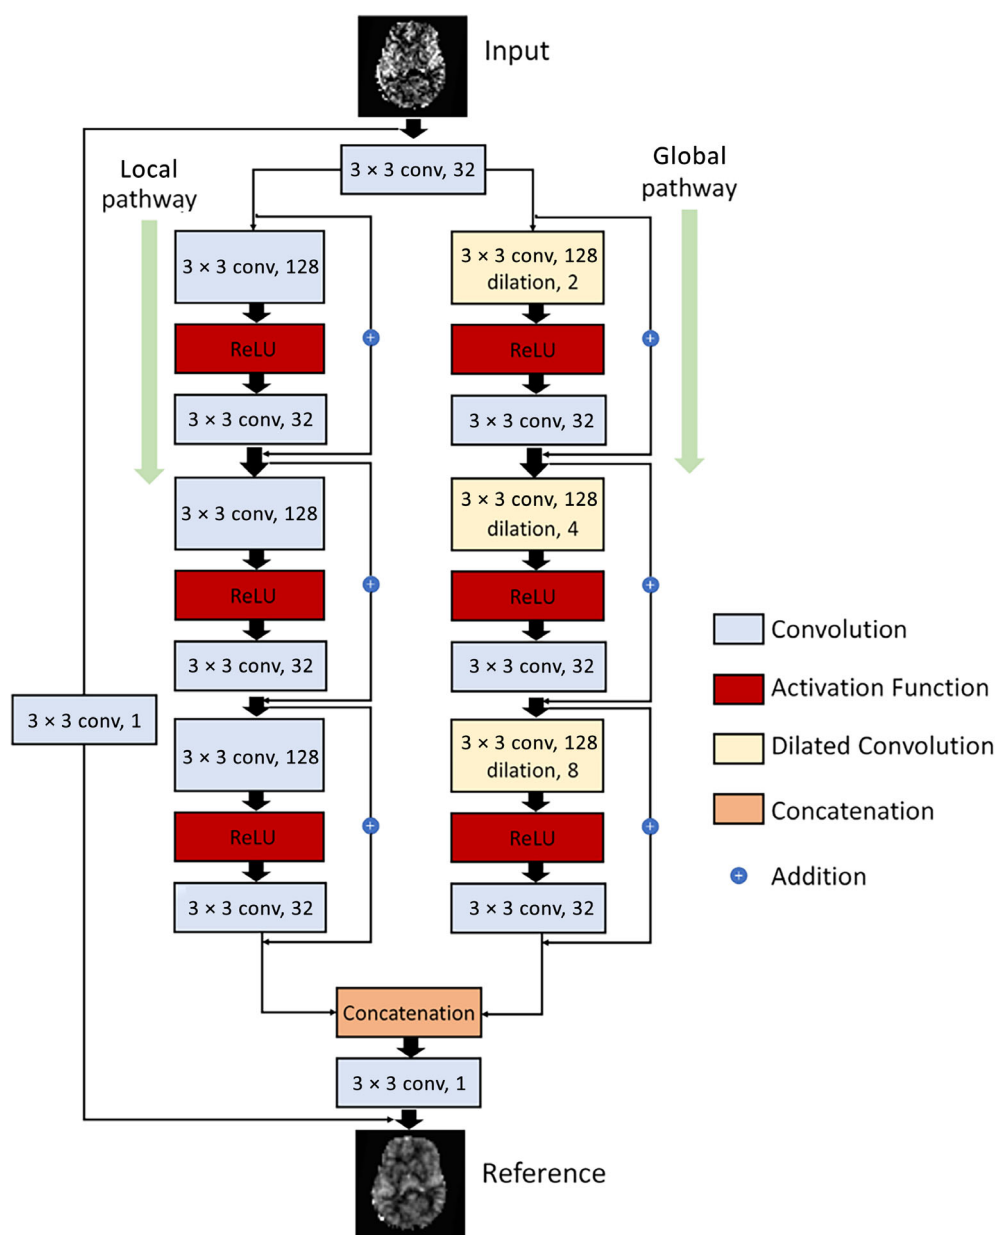 Input
3 × 3 conv, 32
Local
pathway
Global
pathway
3 × 3 conv, 128
ReLU
3 × 3 conv, 32
3 × 3 conv, 128
ReLU
3 × 3 conv, 32
3 × 3 conv, 128
ReLU
3 × 3 conv, 32
3 × 3 conv, 128
dilation, 2
ReLU
3 × 3 conv, 32
3 × 3 conv, 128
dilation, 4
ReLU
3 × 3 conv, 32
3 × 3 conv, 128
dilation, 8
ReLU
3 × 3 conv, 32
3 × 3 conv, 1
Concatenation
3 × 3 conv, 1
Reference
Convolution
Activation Function
Dilated Convolution
Concatenation
Addition